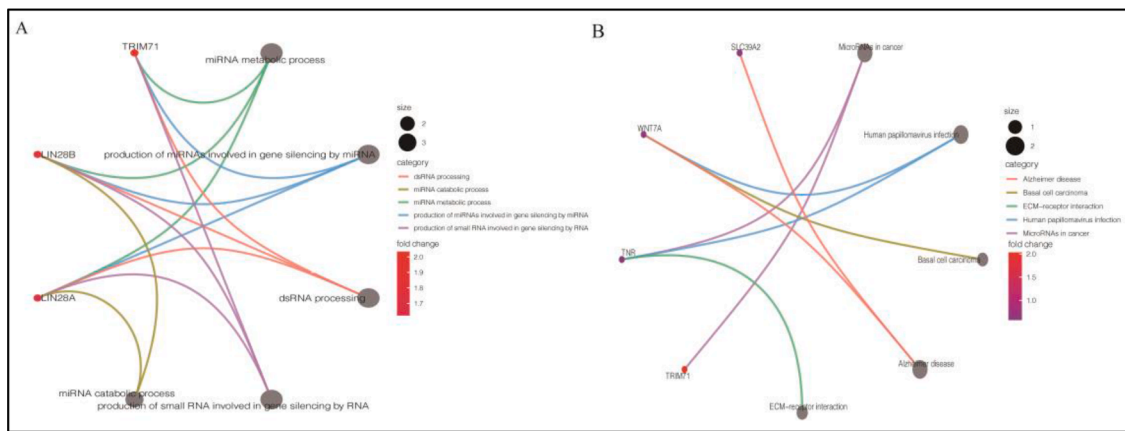 A
TRIM71
miRNA metabolic process
LIN28B
production of miRNAs involved in gene silencing by miRNA
LIN28A
dsRNA processing
miRNA catabolic process
production of small RNA involved in gene silencing by RNA
size
2
3
category
dsRNA processing
miRNA catabolic process
miRNA metabolic process
production of miRNAs involved in gene silencing by miRNA
production of small RNA involved in gene silencing by RNA
fold change
2.0
1.9
1.8
1.7
B
SLC39A2
MicroRNAs in cancer
WNT7A
Human papillomavirus infection
TNR
Basal cell carcinoma
TRIM71
Alzheimer disease
ECM-receptor interaction
size
1
2
category
Alzheimer disease
Basal cell carcinoma
ECM-receptor interaction
Human papillomavirus infection
MicroRNAs in cancer
fold change
2.0
1.5
1.0